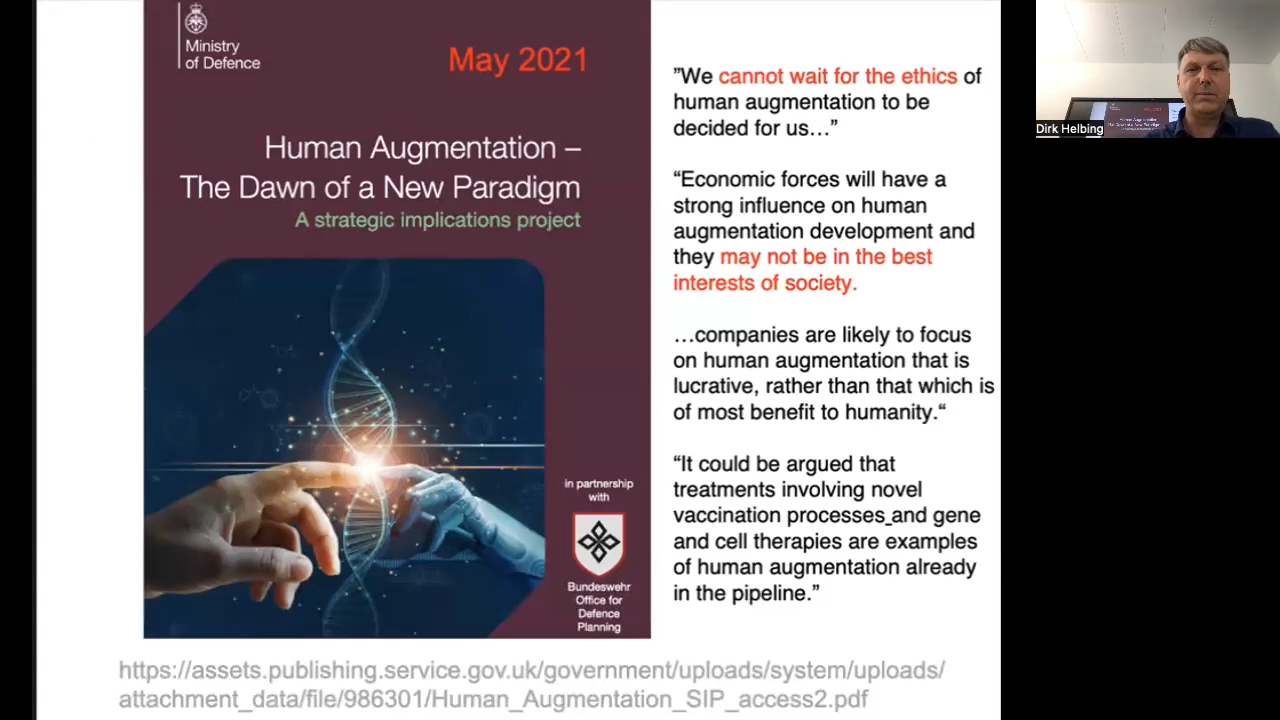 Ministry
of Defence
May 2021
Human Augmentation –
The Dawn of a New Paradigm
A strategic implications project
in partnership
with
Bundeswehr
Office for
Defence
Planning
”We cannot wait for the ethics of
human augmentation to be
decided for us…”
“Economic forces will have a
strong influence on human
augmentation development and
they may not be in the best
interests of society.
…companies are likely to focus
on human augmentation that is
lucrative, rather than that which is
of most benefit to humanity.“
“It could be argued that
treatments involving novel
vaccination processes and gene
and cell therapies are examples
of human augmentation already
in the pipeline.”
https://assets.publishing.service.gov.uk/government/uploads/system/uploads/
attachment_data/file/986301/Human_Augmentation_SIP_access2.pdf
Dirk Helbing